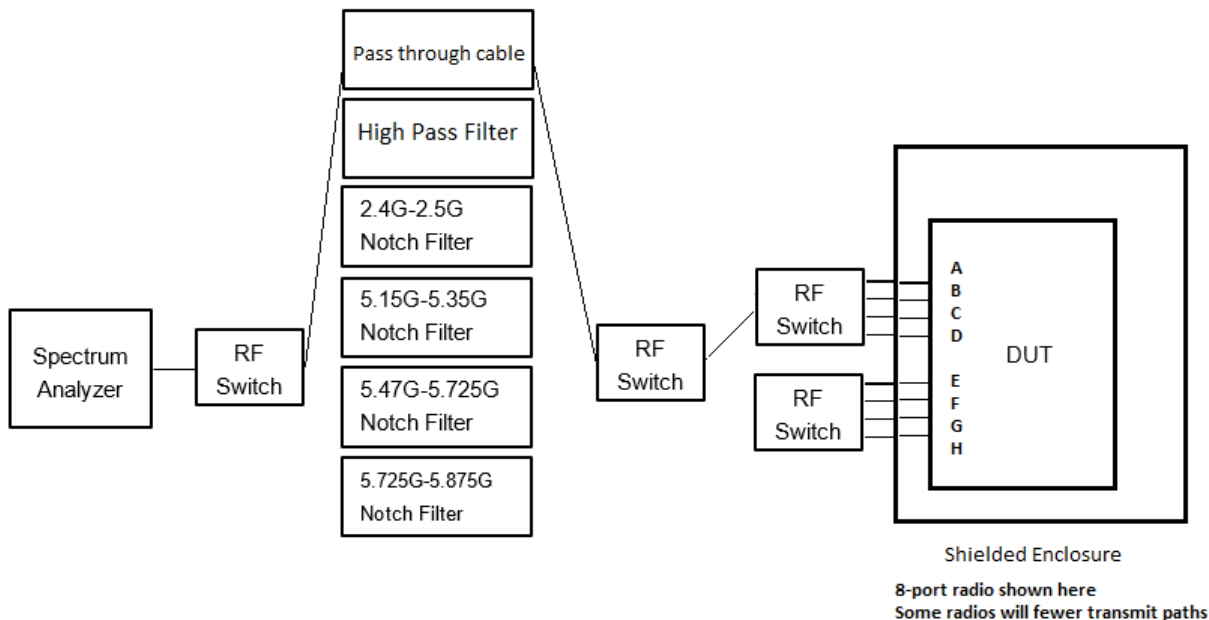 Pass through cable
High Pass Filter
2.4G-2.5G
Notch Filter
5.15G-5.35G
Notch Filter
5.47G-5.725G
Notch Filter
5.725G-5.875G
Notch Filter
Spectrum
Analyzer
RF
Switch
RF
Switch
RF
Switch
RF
Switch
A
B
C
D
E
F
G
H
DUT
Shielded Enclosure
8-port radio shown here
Some radios will fewer transmit paths